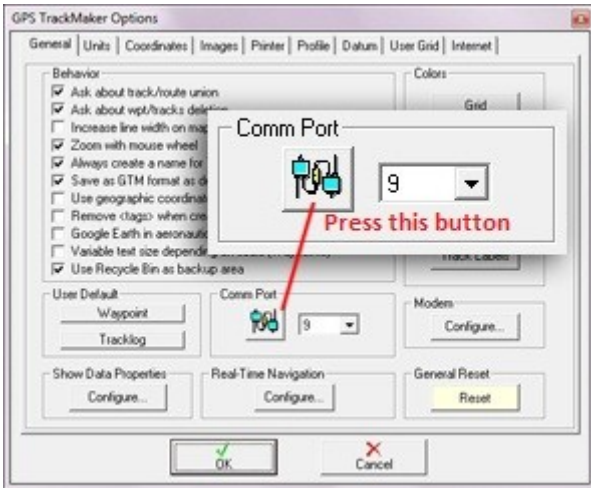 GPS TrackMaker Options
General Units Coordinates Images Printer Profile Datum User Grid Internet
Behavior
Ask about track/route union
Ask about wpt/tracks deletion
Increase line width on map
Zoom with mouse wheel
Always create a name for
Save as GTM format as de
Use geographic coordinat
Remove <tags> when crea
Google Earth in aeronautic
Variable text size depending
Use Recycle Bin as backup area
Colors
Grid
Track Labels
Comm Port
9
Press this button
User Default
Waypoint
Tracklog
Comm Port
9
Modem
Configure...
Show Data Properties
Configure...
Real-Time Navigation
Configure...
General Reset
Reset
OK
Cancel